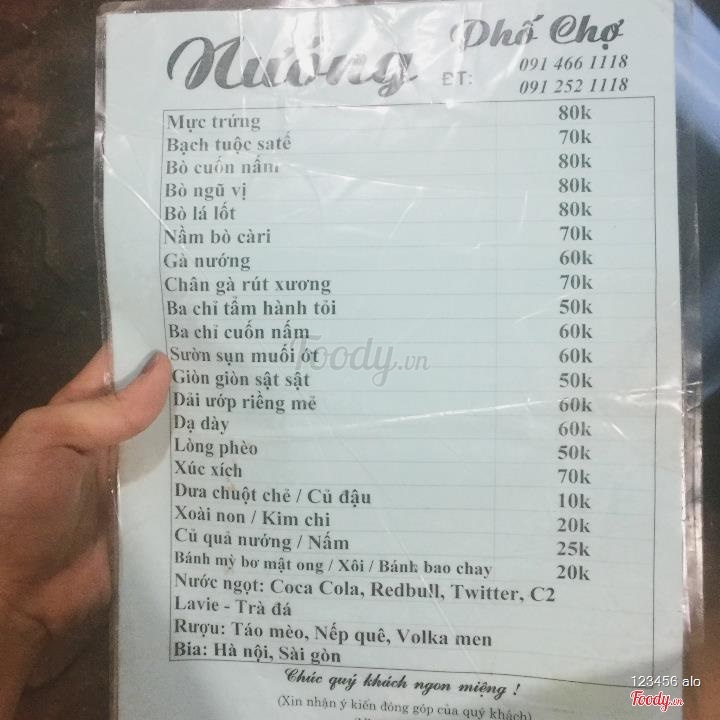 Nướng Phố Chợ
ĐT: 091 466 1118
091 252 1118
Mực trứng 80k
Bạch tuộc satế 70k
Bò cuốn nấm 80k
Bò ngũ vị 80k
Bò lá lốt 80k
Nầm bò càri 70k
Gà nướng 60k
Chân gà rút xương 70k
Ba chỉ tẩm hành tỏi 50k
Ba chỉ cuốn nấm 60k
Sườn sụn muối ớt 60k
Giòn giòn sật sật 50k
Dải ướp riềng mẻ 60k
Dạ dày 60k
Lòng phèo 50k
Xúc xích 70k
Dưa chuột chẻ / Củ đậu 10k
Xoài non / Kim chi 20k
Củ quả nướng / Nấm 25k
Bánh mỳ bơ mật ong / Xôi / Bánh bao chay 20k
Nước ngọt: Coca Cola, Redbull, Twitter, C2
Lavie - Trà đá
Rượu: Táo mèo, Nếp quê, Volka men
Bia: Hà nội, Sài gòn
Chúc quý khách ngon miệng !
(Xin nhận ý kiến đóng góp của quý khách)
Foody.vn
123456 alo
Foody.vn